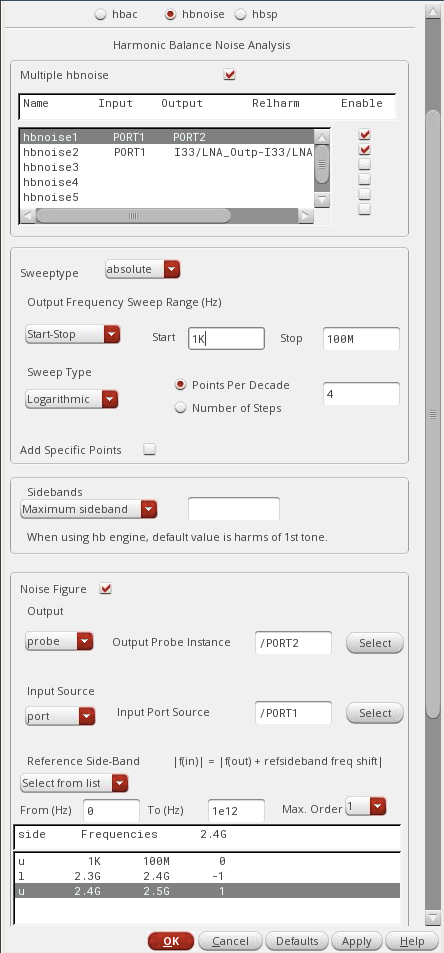 hbac hbnoise hbsp
Harmonic Balance Noise Analysis
Multiple hbnoise
Name Input Output Relharm Enable
hbnoise1 PORT1 PORT2
hbnoise2 PORT1 I33/LNA_Outp-I33/LNA
hbnoise3
hbnoise4
hbnoise5
Sweeptype absolute
Output Frequency Sweep Range (Hz)
Start-Stop Start 1K Stop 100M
Sweep Type
Logarithmic
Points Per Decade
Number of Steps
4
Add Specific Points
Sidebands
Maximum sideband
When using hb engine, default value is harms of 1st tone.
Noise Figure
Output
probe Output Probe Instance /PORT2 Select
Input Source
port Input Port Source /PORT1 Select
Reference Side-Band |f(in)| = |f(out) + refsideband freq shift|
Select from list
From (Hz) 0 To (Hz) 1e12 Max. Order 1
side Frequencies 2.4G
u 1K 100M 0
l 2.3G 2.4G -1
u 2.4G 2.5G 1
OK Cancel Defaults Apply Help